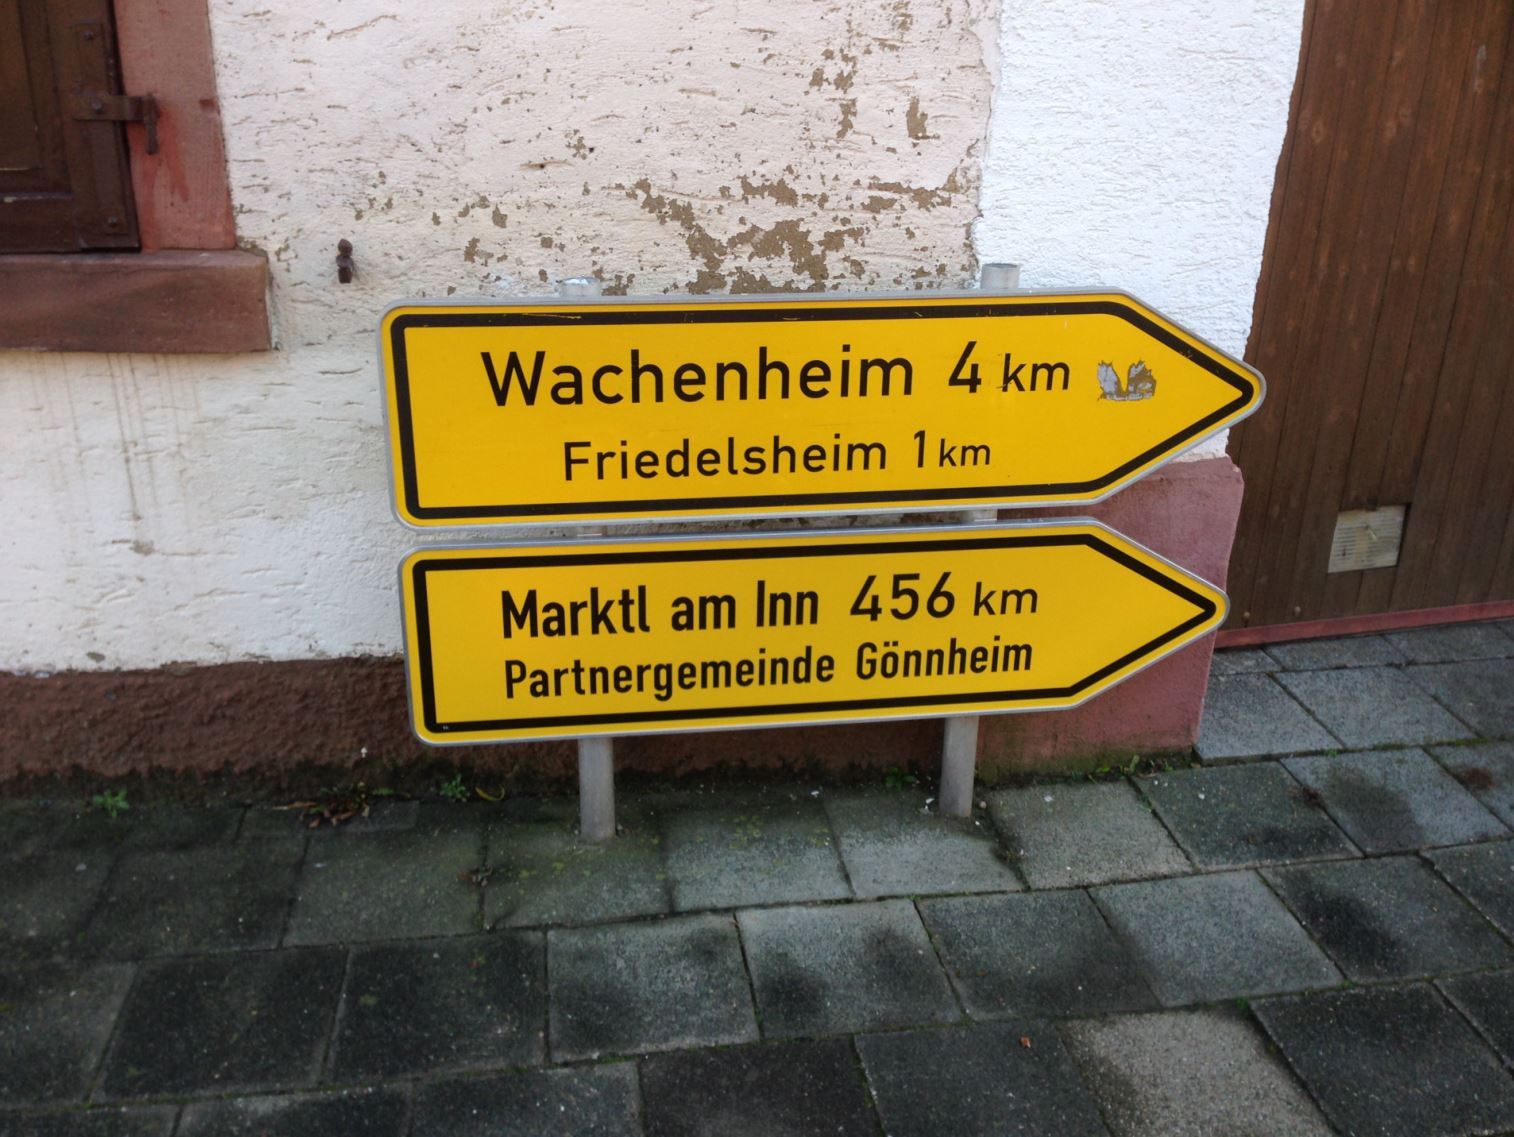 Wachenheim 4 km
Friedelsheim 1 km
Marktl am Inn 456 km
Partnergemeinde Gönnheim